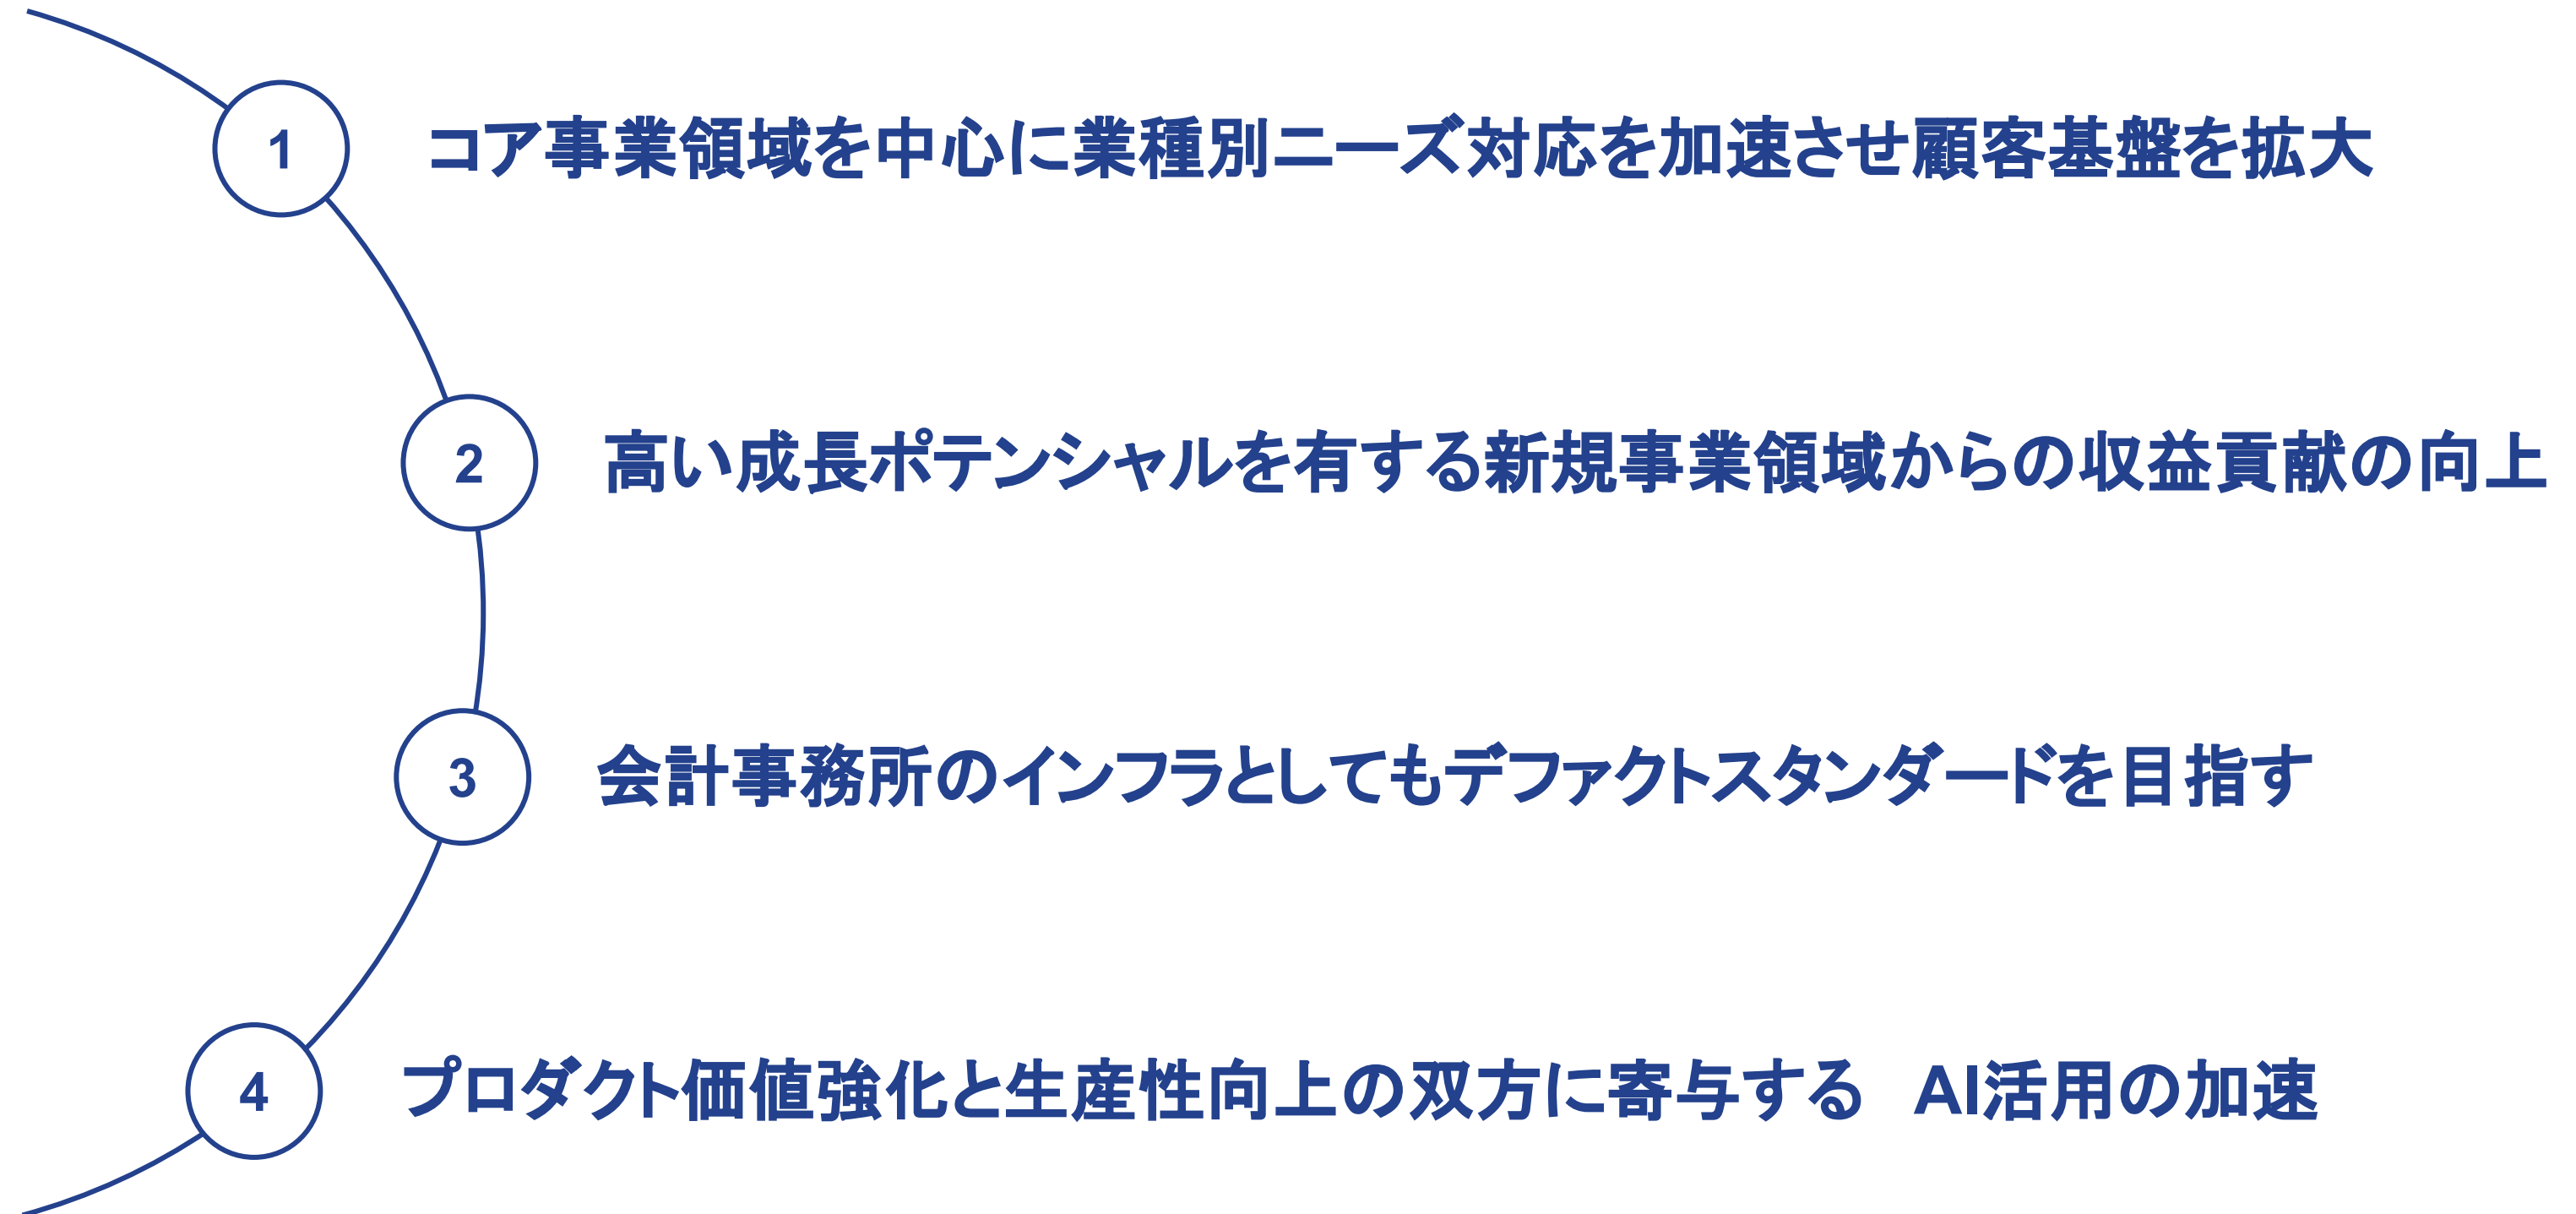 1 コア事業領域を中心に業種別ニーズ対応を加速させ顧客基盤を拡大
2 高い成長ポテンシャルを有する新規事業領域からの収益貢献の向上
3 会計事務所のインフラとしてもデファクトスタンダードを目指す
4 プロダクト価値強化と生産性向上の双方に寄与する　AI活用の加速